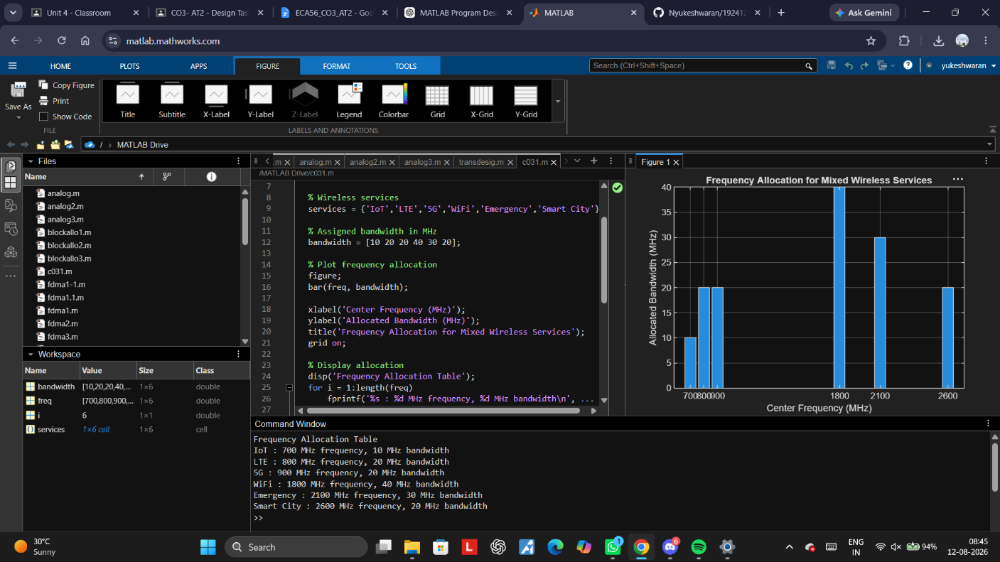 Unit 4 - Classroom
CO3- AT2 - Design Tas
ECA56_CO3_AT2 - Goo
MATLAB Program Des
MATLAB
Nyukeshwaran/19241
Ask Gemini
matlab.mathworks.com
HOME
PLOTS
APPS
FIGURE
FORMAT
TOOLS
Search (Ctrl+Shift+Space)
yukeshwaran
Save As
Copy Figure
Print
Show Code
FILE
Title
Subtitle
X-Label
Y-Label
Z-Label
Legend
Colorbar
Grid
X-Grid
Y-Grid
LABELS AND ANNOTATIONS
/ > MATLAB Drive
Files
Name
analog.m
analog2.m
analog3.m
blockallo1.m
blockallo2.m
blockallo3.m
c031.m
fdma1-1.m
fdma1.1.m
fdma1.m
fdma2.m
fdma3.m
Workspace
Name Value Size Class
bandwidth [10,20,20,40,... 1×6 double
freq [700,800,900,... 1×6 double
i 6 1×1 double
services 1×6 cell 1×6 cell
.m
analog.m
analog2.m
analog3.m
transdesig.m
c031.m
/MATLAB Drive/c031.m
7
8 % Wireless services
9 services = {'IoT','LTE','5G','WiFi','Emergency','Smart City'}
10
11 % Assigned bandwidth in MHz
12 bandwidth = [10 20 20 40 30 20];
13
14 % Plot frequency allocation
15 figure;
16 bar(freq, bandwidth);
17
18 xlabel('Center Frequency (MHz)');
19 ylabel('Allocated Bandwidth (MHz)');
20 title('Frequency Allocation for Mixed Wireless Services');
21 grid on;
22
23 % Display allocation
24 disp('Frequency Allocation Table');
25 for i = 1:length(freq)
26 fprintf('%s : %d MHz frequency, %d MHz bandwidth\n', ...
27
Figure 1
Frequency Allocation for Mixed Wireless Services
Allocated Bandwidth (MHz)
40
35
30
25
20
15
10
5
0
700 800 900 1800 2100 2600
Center Frequency (MHz)
Command Window
Frequency Allocation Table
IoT : 700 MHz frequency, 10 MHz bandwidth
LTE : 800 MHz frequency, 20 MHz bandwidth
5G : 900 MHz frequency, 20 MHz bandwidth
WiFi : 1800 MHz frequency, 40 MHz bandwidth
Emergency : 2100 MHz frequency, 30 MHz bandwidth
Smart City : 2600 MHz frequency, 20 MHz bandwidth
>>
30°C
Sunny
Search
L
1
6
ENG
IN
94%
08:45
12-08-2026